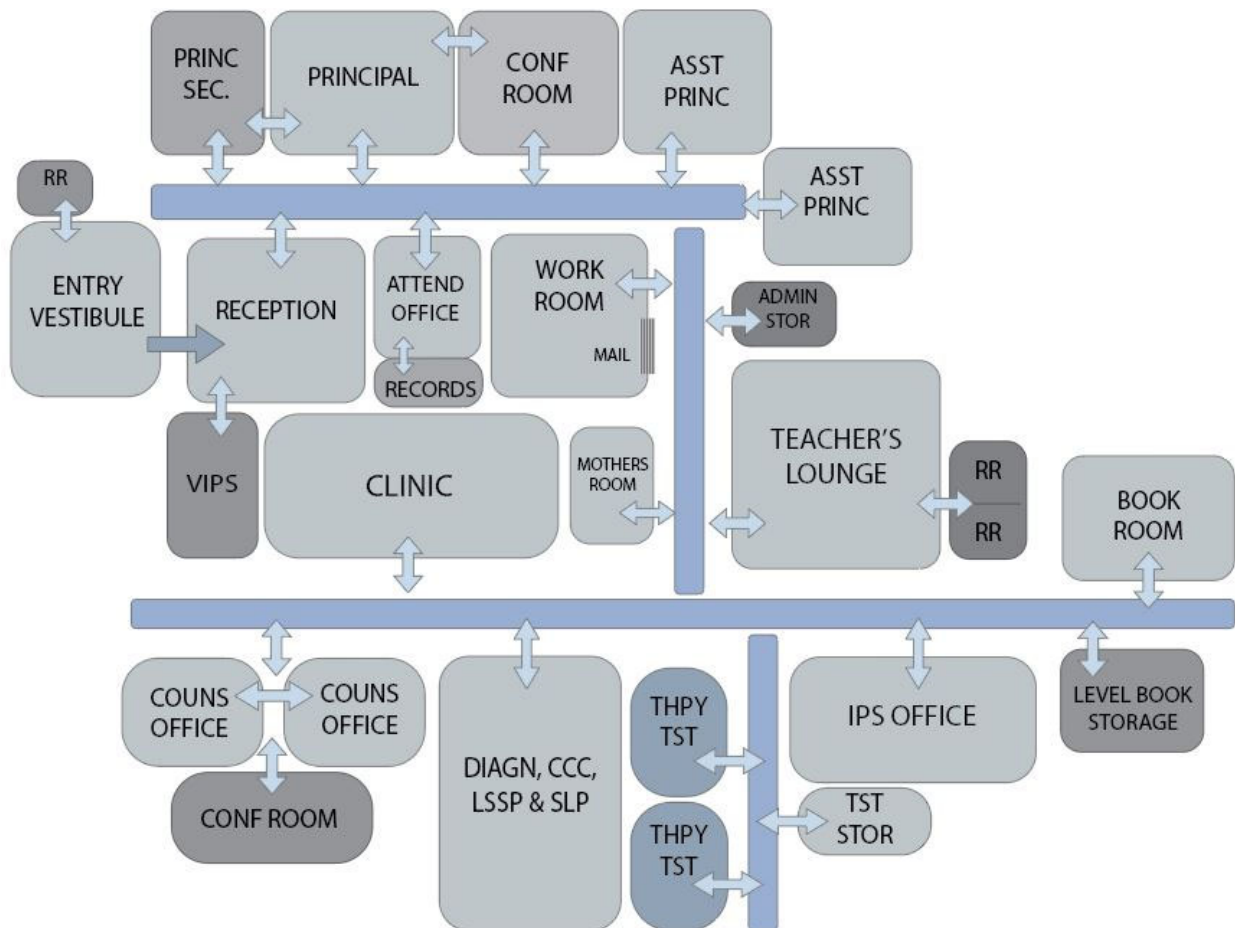 PRINC
SEC.
PRINCIPAL
CONF
ROOM
ASST
PRINC
ASST
PRINC
RR
ENTRY
VESTIBULE
RECEPTION
ATTEND
OFFICE
RECORDS
WORK
ROOM
MAIL
ADMIN
STOR
VIPS
CLINIC
MOTHERS
ROOM
TEACHER'S
LOUNGE
RR
RR
BOOK
ROOM
COUNS
OFFICE
COUNS
OFFICE
CONF ROOM
DIAGN, CCC,
LSSP & SLP
THPY
TST
THPY
TST
IPS OFFICE
TST
STOR
LEVEL BOOK
STORAGE